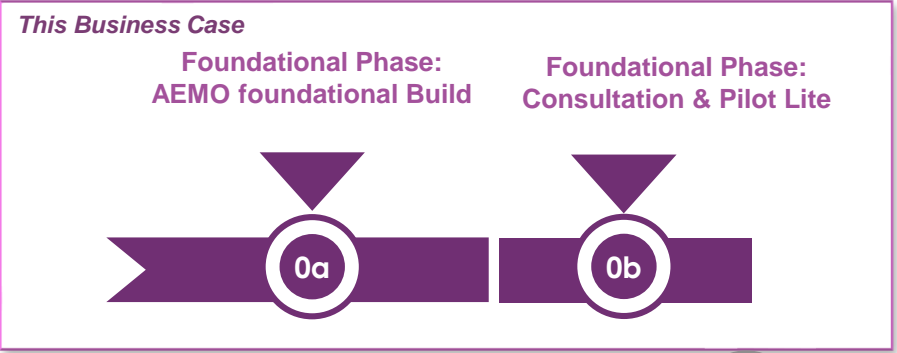 This Business Case
Foundational Phase:
AEMO foundational Build
Foundational Phase:
Consultation & Pilot Lite
0a
0b